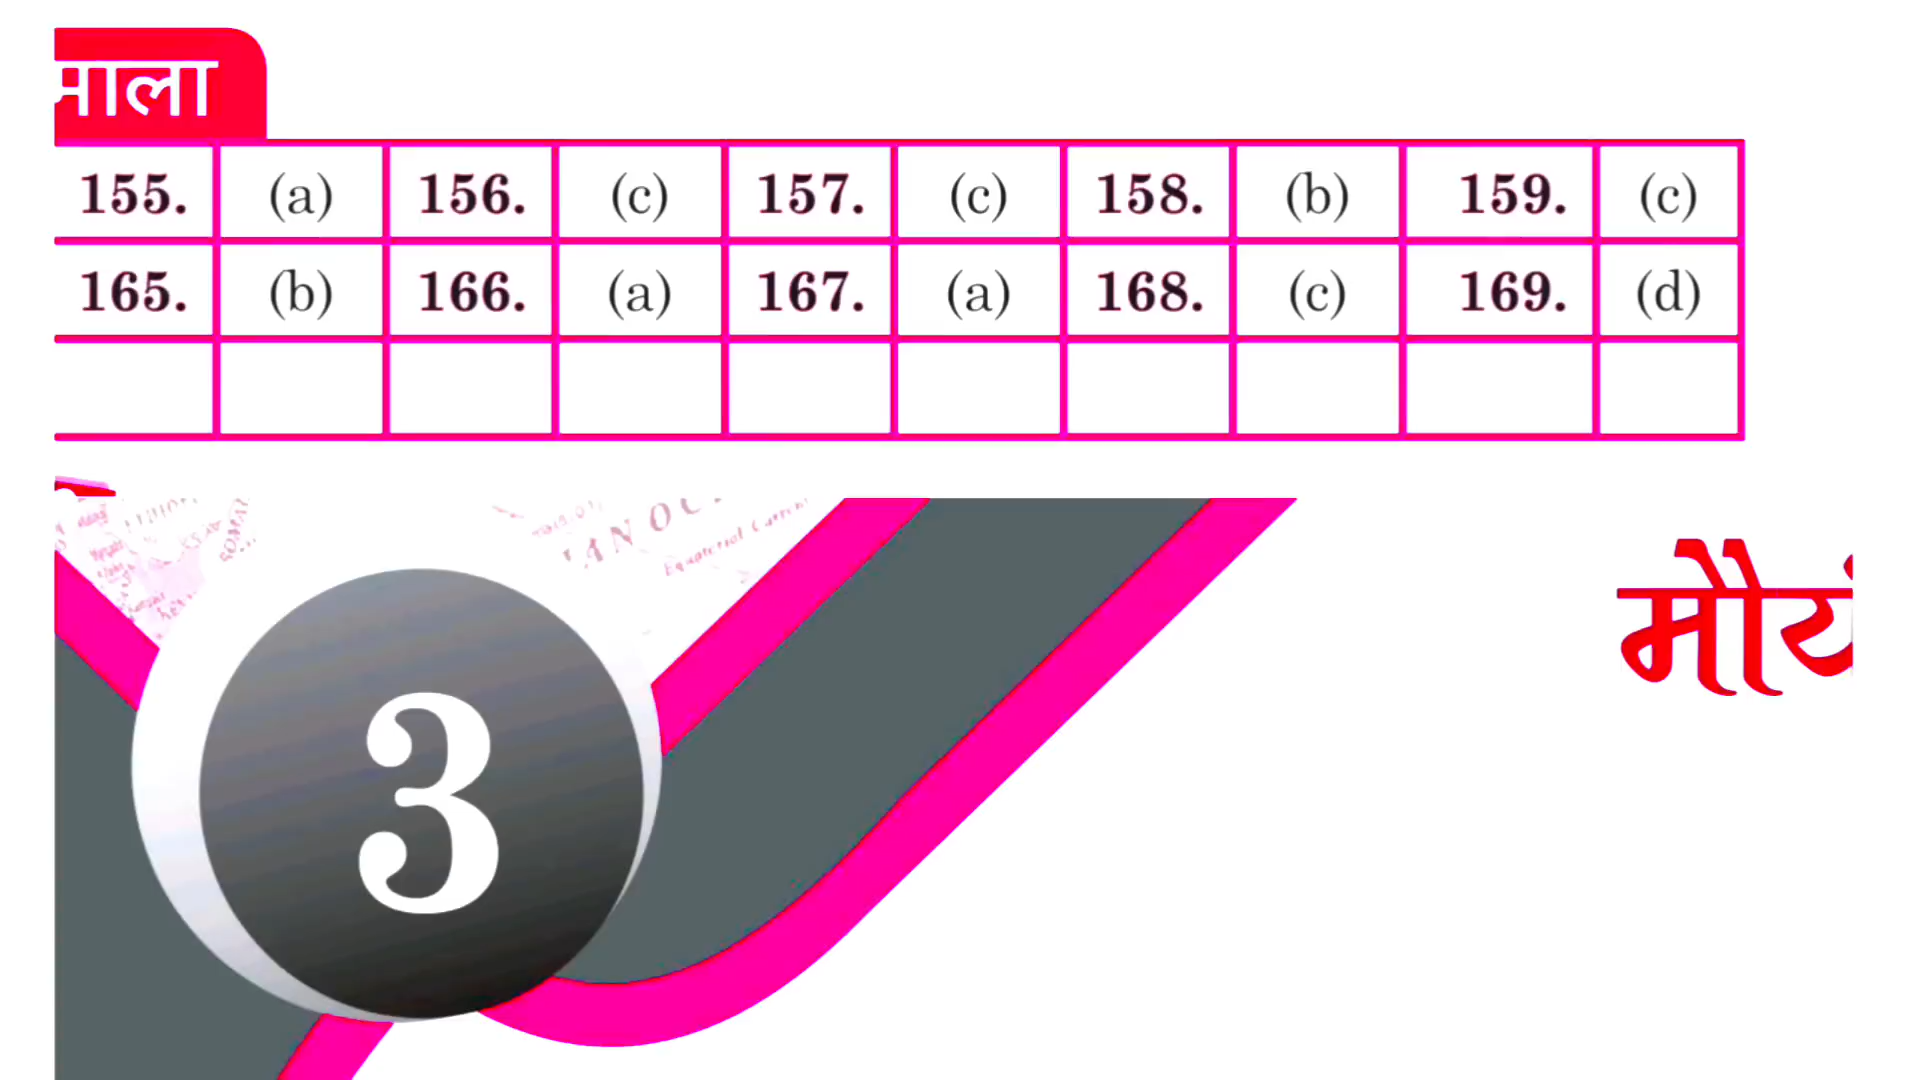 माला
155. (a) 156. (c) 157. (c) 158. (b) 159. (c)
165. (b) 166. (a) 167. (a) 168. (c) 169. (d)
3
मौर्य